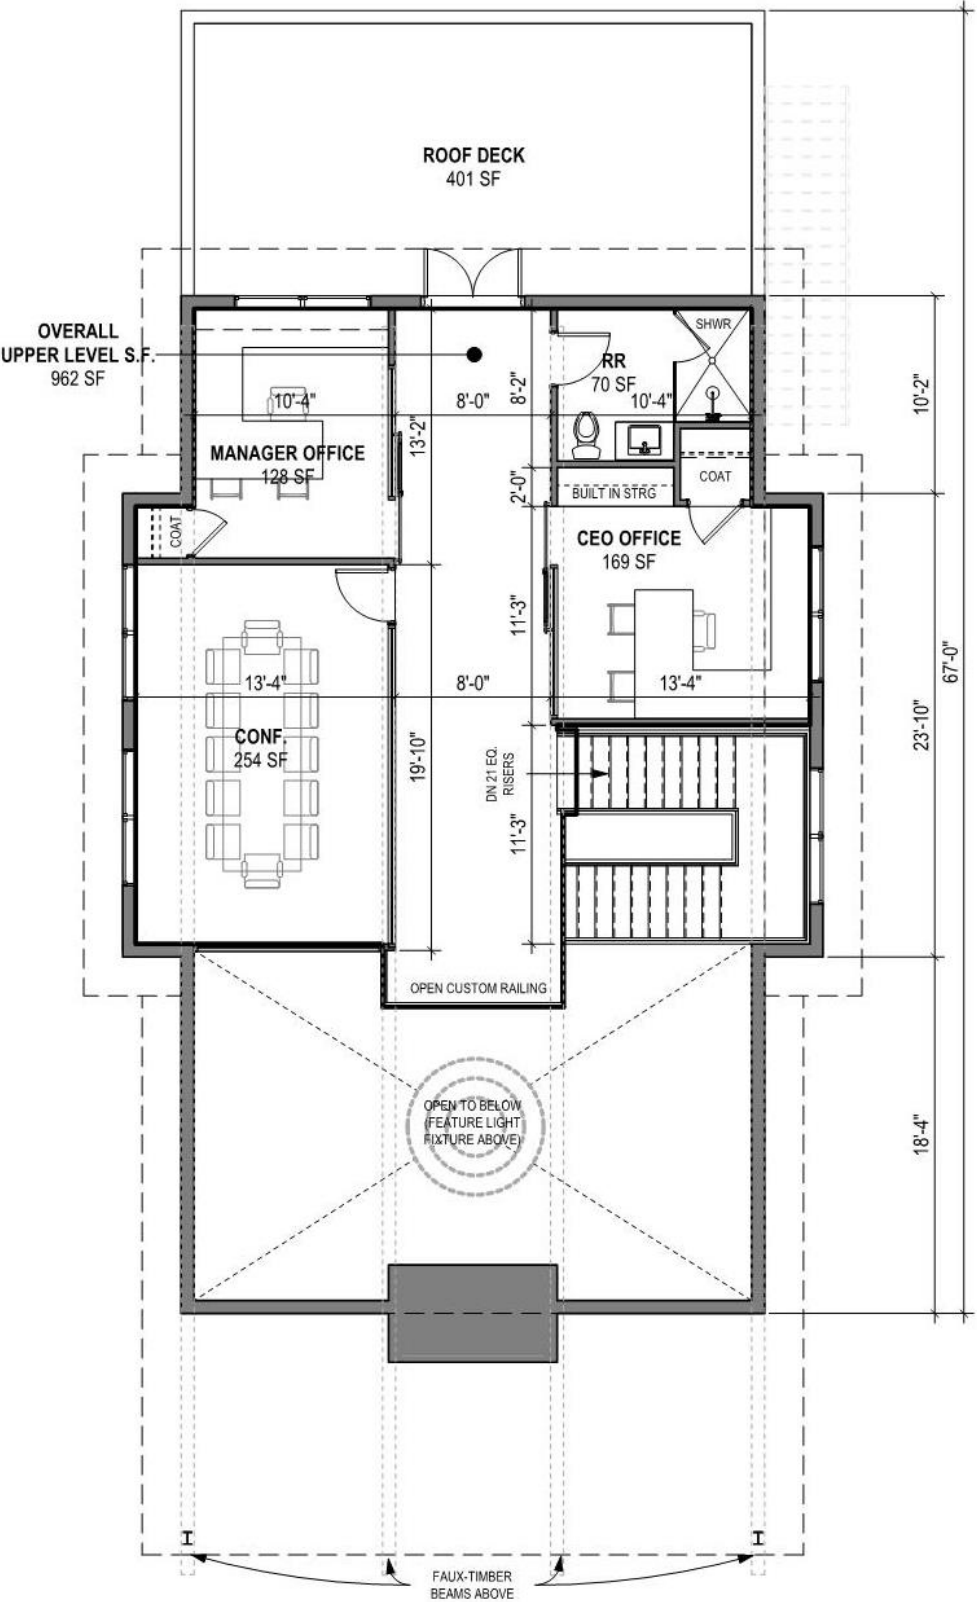 ROOF DECK
401 SF
OVERALL
UPPER LEVEL S.F.
962 SF
SHWR
RR
70 SF
10'-4"
8'-0"
8'-2"
10'-4"
10'-2"
13'-2"
MANAGER OFFICE
128 SF
2'-0"
BUILT IN STRG
COAT
COAT
CEO OFFICE
169 SF
11'-3"
67'-0"
13'-4"
8'-0"
13'-4"
CONF.
254 SF
19'-10"
DN 21 EQ.
RISERS
23'-10"
11'-3"
OPEN CUSTOM RAILING
OPEN TO BELOW
(FEATURE LIGHT
FIXTURE ABOVE)
18'-4"
FAUX-TIMBER
BEAMS ABOVE